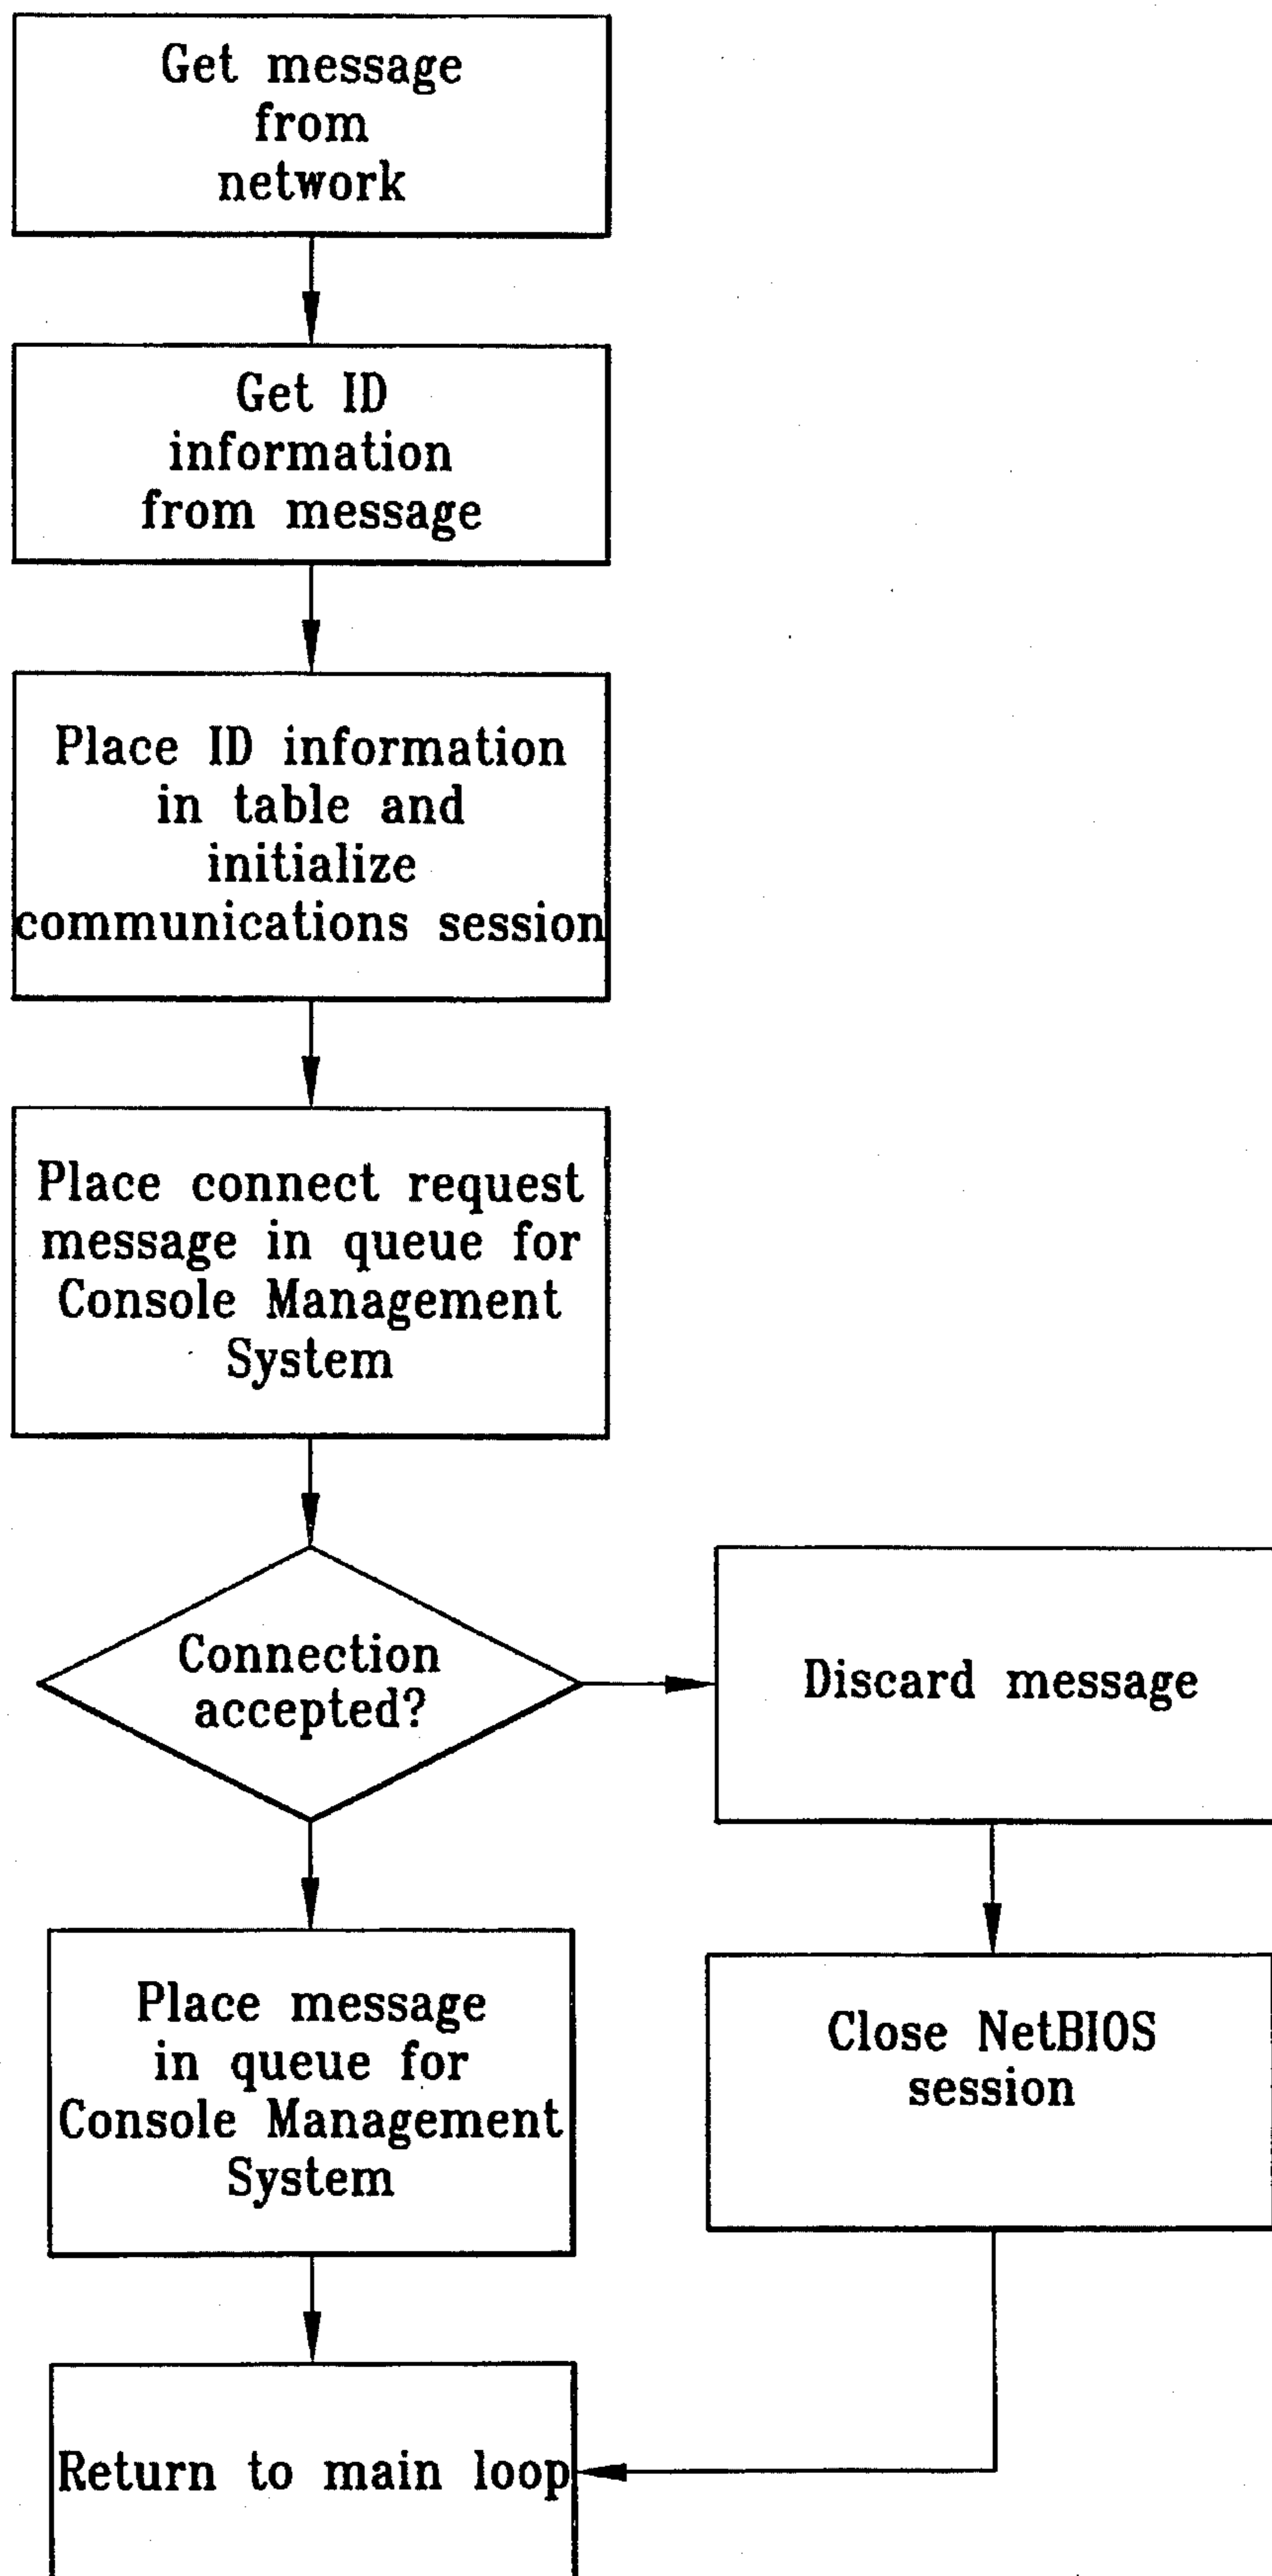 Get message
from
network
Get ID
information
from message
Place ID information
in table and
initialize
communications session
Place connect request
message in queue for
Console Management
System
Connection
accepted?
Discard message
Place message
in queue for
Console Management
System
Close NetBIOS
session
Return to main loop